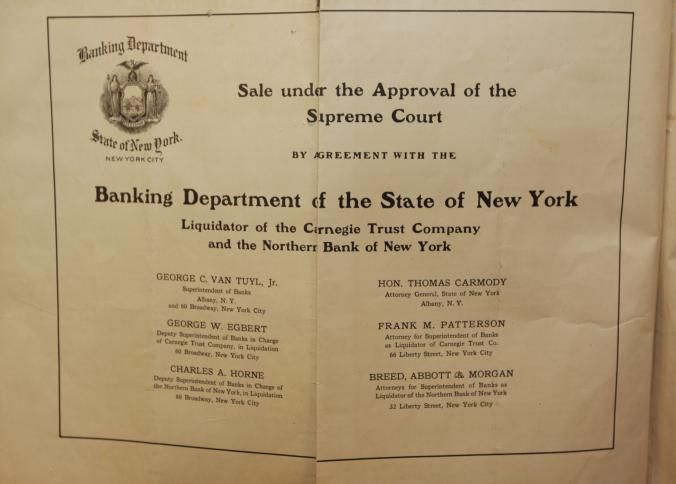 Banking Department
State of New York.
NEW YORK CITY
Sale under the Approval of the
Supreme Court
BY AGREEMENT WITH THE
Banking Department of the State of New York
Liquidator of the Carnegie Trust Company
and the Northern Bank of New York
GEORGE C. VAN TUYL, Jr.
Superintendent of Banks
Albany, N. Y.
and 60 Broadway, New York City
GEORGE W. EGBERT
Deputy Superintendent of Banks in Charge
of Carnegie Trust Company, in Liquidation
60 Broadway, New York City
CHARLES A. HORNE
Deputy Superintendent of Banks in Charge of
the Northern Bank of New York, in Liquidation
60 Broadway, New York City
HON. THOMAS CARMODY
Attorney General, State of New York
Albany, N. Y.
FRANK M. PATTERSON
Attorney for Superintendent of Banks
as Liquidator of Carnegie Trust Co.
66 Liberty Street, New York City
BREED, ABBOTT & MORGAN
Attorneys for Superintendent of Banks as
Liquidator of the Northern Bank of New York
32 Liberty Street, New York City